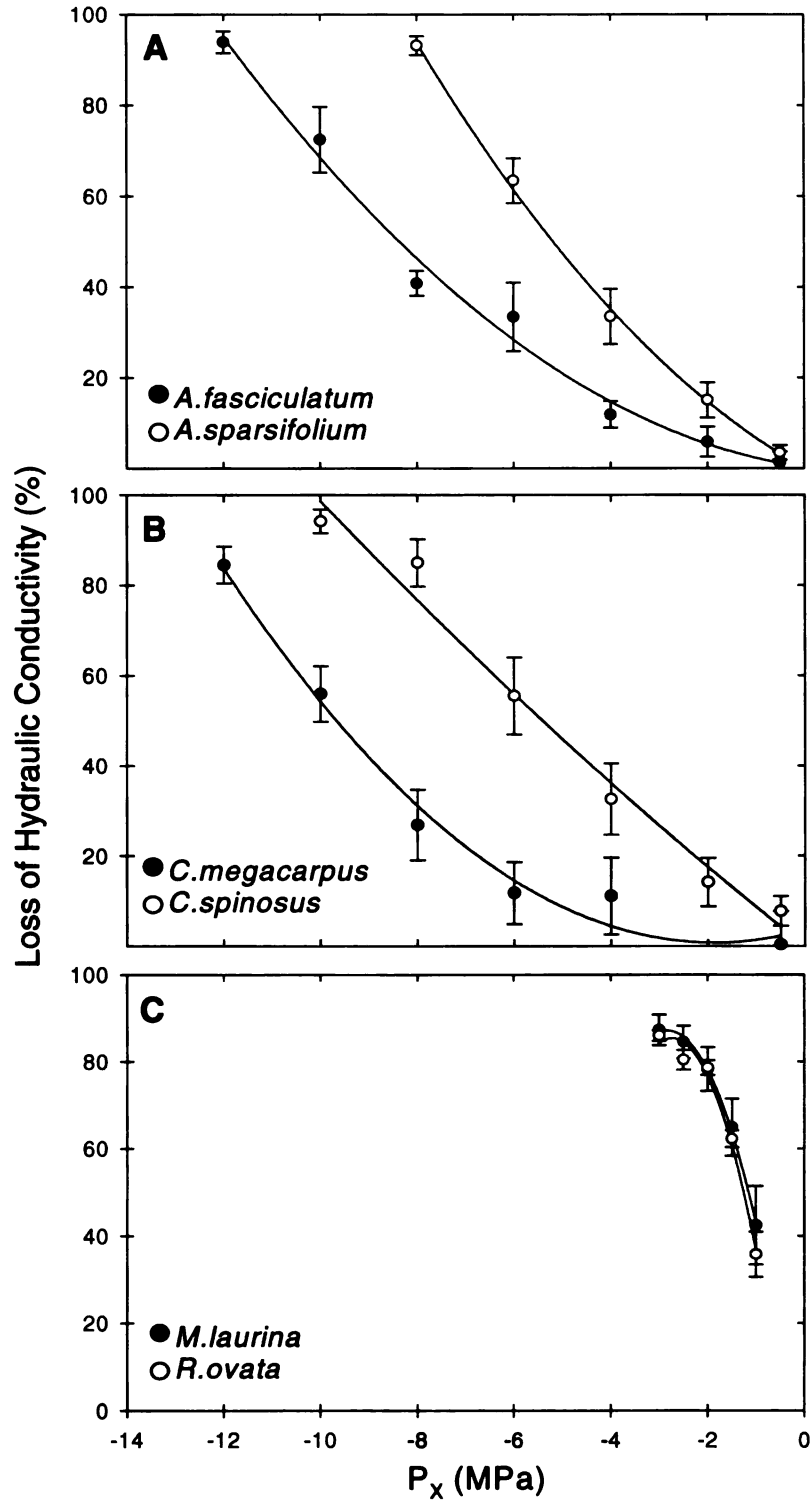 Loss of Hydraulic Conductivity (%)
A
100
80
60
40
20
A.fasciculatum
A.sparsifolium
B
100
80
60
40
20
C.megacarpus
C.spinosus
C
100
80
60
40
20
0
M.laurina
R.ovata
-14 -12 -10 -8 -6 -4 -2 0
Px (MPa)